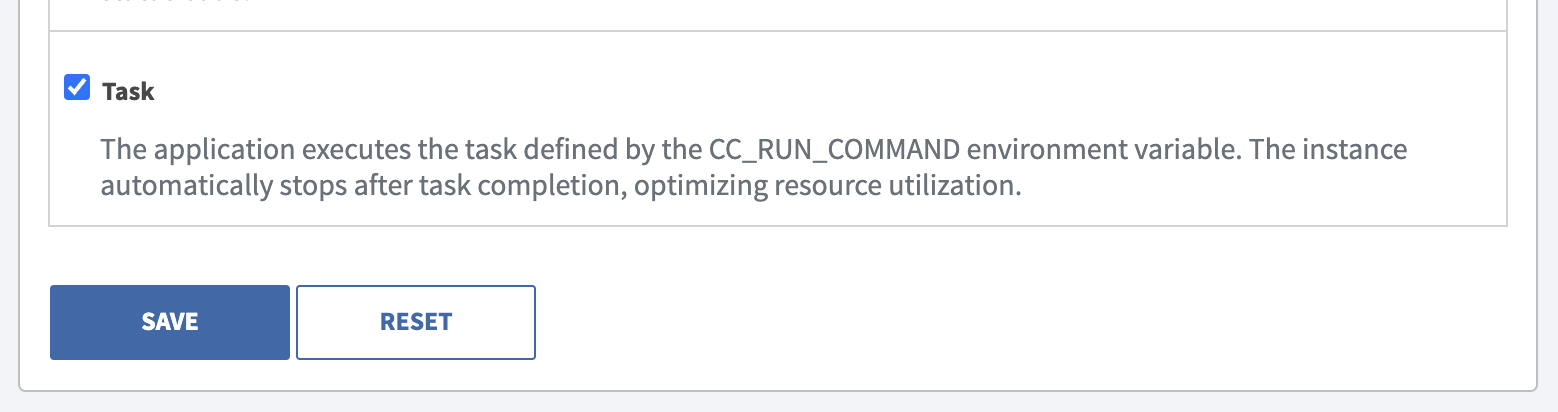 Task
The application executes the task defined by the CC_RUN_COMMAND environment variable. The instance
automatically stops after task completion, optimizing resource utilization.
SAVE
RESET